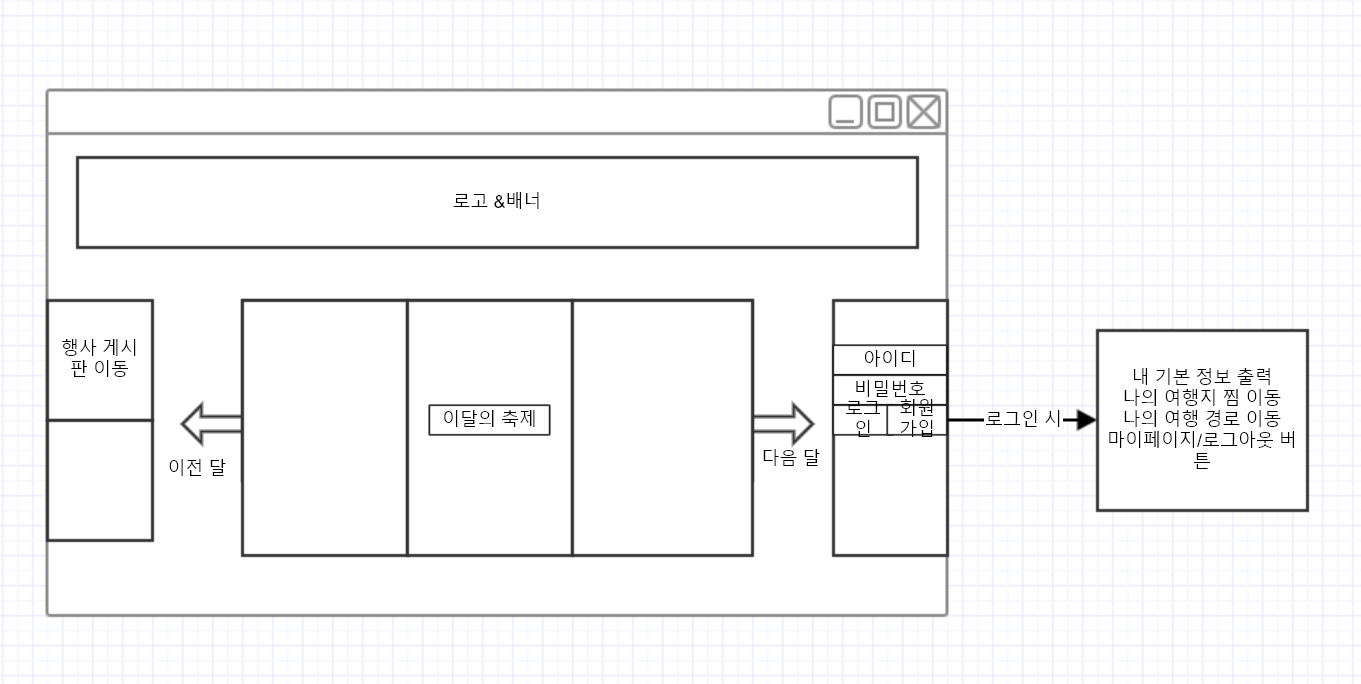 로고 &배너
행사 게시
판 이동
이전 달
이달의 축제
다음 달
아이디
비밀번호
로그
인
회원
가입
로그인 시
내 기본 정보 출력
나의 여행지 찜 이동
나의 여행 경로 이동
마이페이지/로그아웃 버
튼